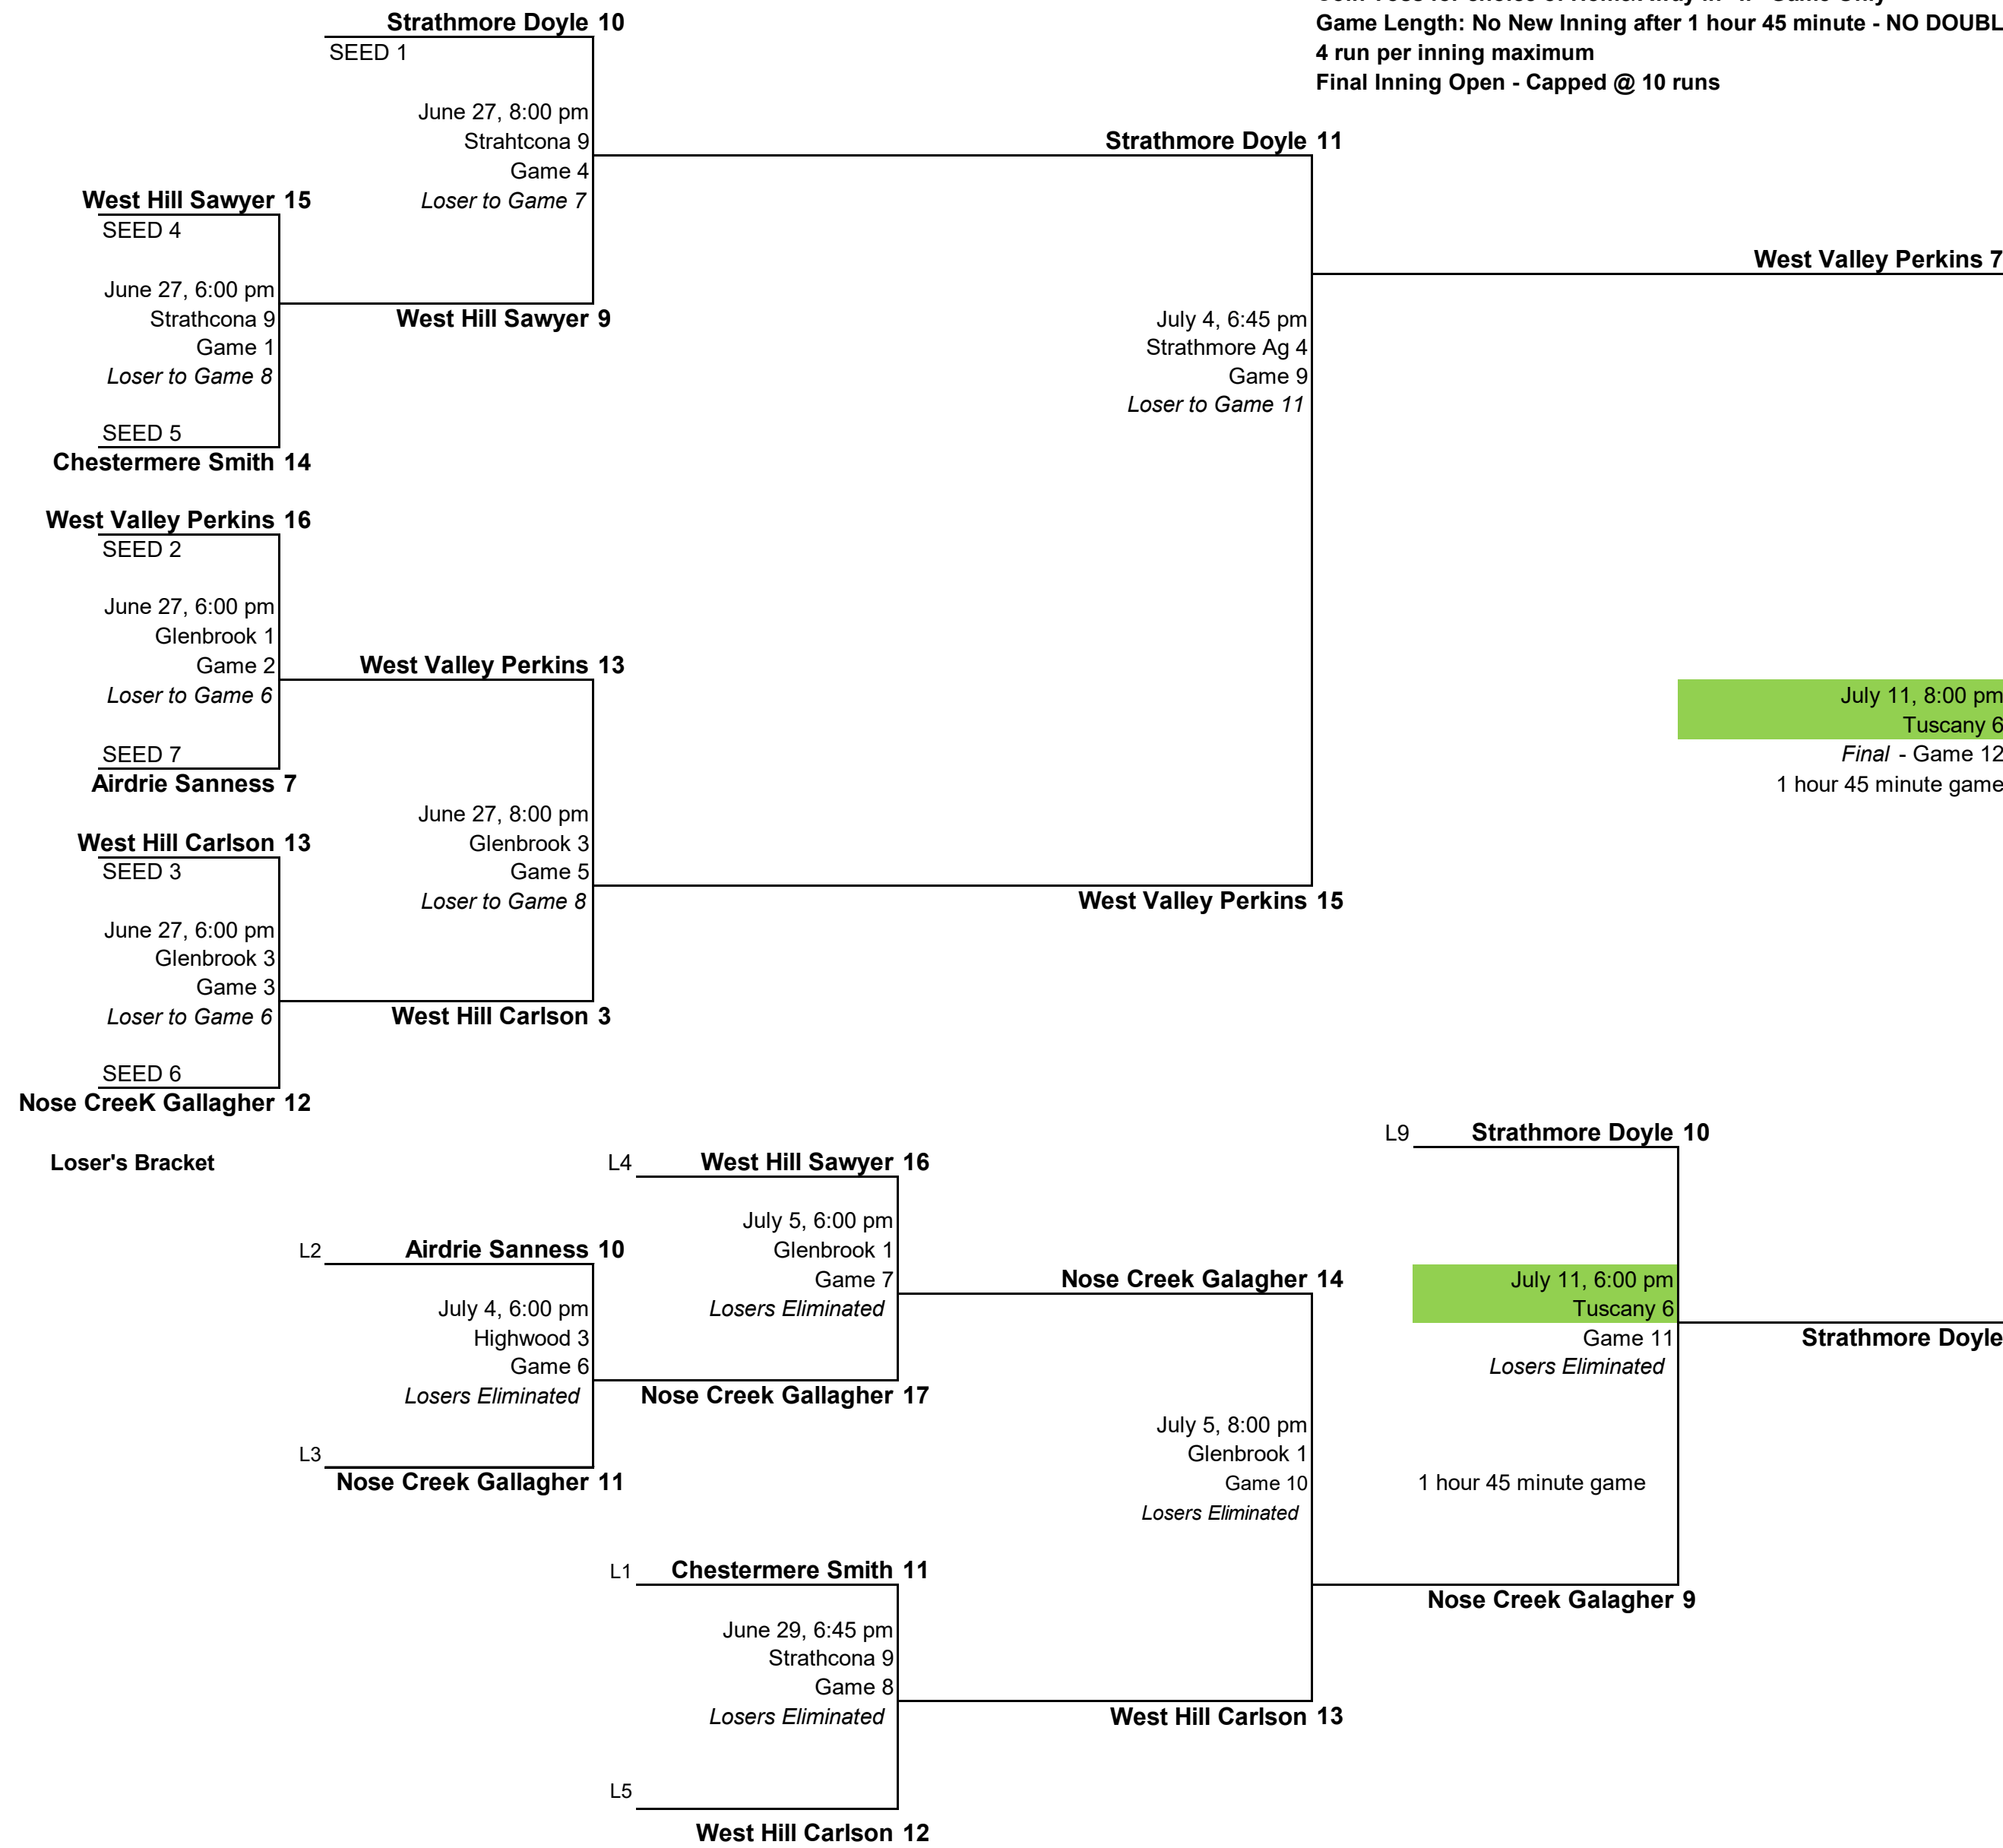 Game Length: No New Inning after 1 hour 45 minute - NO DOUBL
4 run per inning maximum
Final Inning Open - Capped @ 10 runs
Strathmore Doyle 10
SEED 1
June 27, 8:00 pm
Strahtcona 9
Game 4
Loser to Game 7
Strathmore Doyle 11
West Hill Sawyer 15
SEED 4
June 27, 6:00 pm
Strathcona 9
Game 1
Loser to Game 8
SEED 5
Chestermere Smith 14
West Hill Sawyer 9
July 4, 6:45 pm
Strathmore Ag 4
Game 9
Loser to Game 11
West Valley Perkins 7
West Valley Perkins 16
SEED 2
June 27, 6:00 pm
Glenbrook 1
Game 2
Loser to Game 6
SEED 7
Airdrie Sanness 7
West Valley Perkins 13
June 27, 8:00 pm
Glenbrook 3
Game 5
Loser to Game 8
West Valley Perkins 15
July 11, 8:00 pm
Tuscany 6
Final - Game 12
1 hour 45 minute game
West Hill Carlson 13
SEED 3
June 27, 6:00 pm
Glenbrook 3
Game 3
Loser to Game 6
SEED 6
Nose CreeK Gallagher 12
West Hill Carlson 3
Loser's Bracket
L4 West Hill Sawyer 16
July 5, 6:00 pm
Glenbrook 1
Game 7
Losers Eliminated
L2 Airdrie Sanness 10
July 4, 6:00 pm
Highwood 3
Game 6
Losers Eliminated
L3
Nose Creek Gallagher 11
Nose Creek Gallagher 17
Nose Creek Galagher 14
July 5, 8:00 pm
Glenbrook 1
Game 10
Losers Eliminated
L9 Strathmore Doyle 10
July 11, 6:00 pm
Tuscany 6
Game 11
Losers Eliminated
1 hour 45 minute game
Strathmore Doyle
Nose Creek Galagher 9
L1 Chestermere Smith 11
June 29, 6:45 pm
Strathcona 9
Game 8
Losers Eliminated
L5
West Hill Carlson 12
West Hill Carlson 13